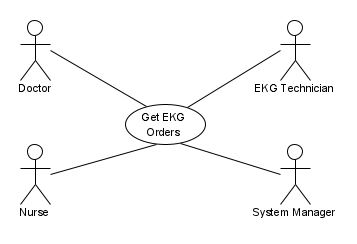 Doctor
EKG Technician
Get EKG
Orders
Nurse
System Manager